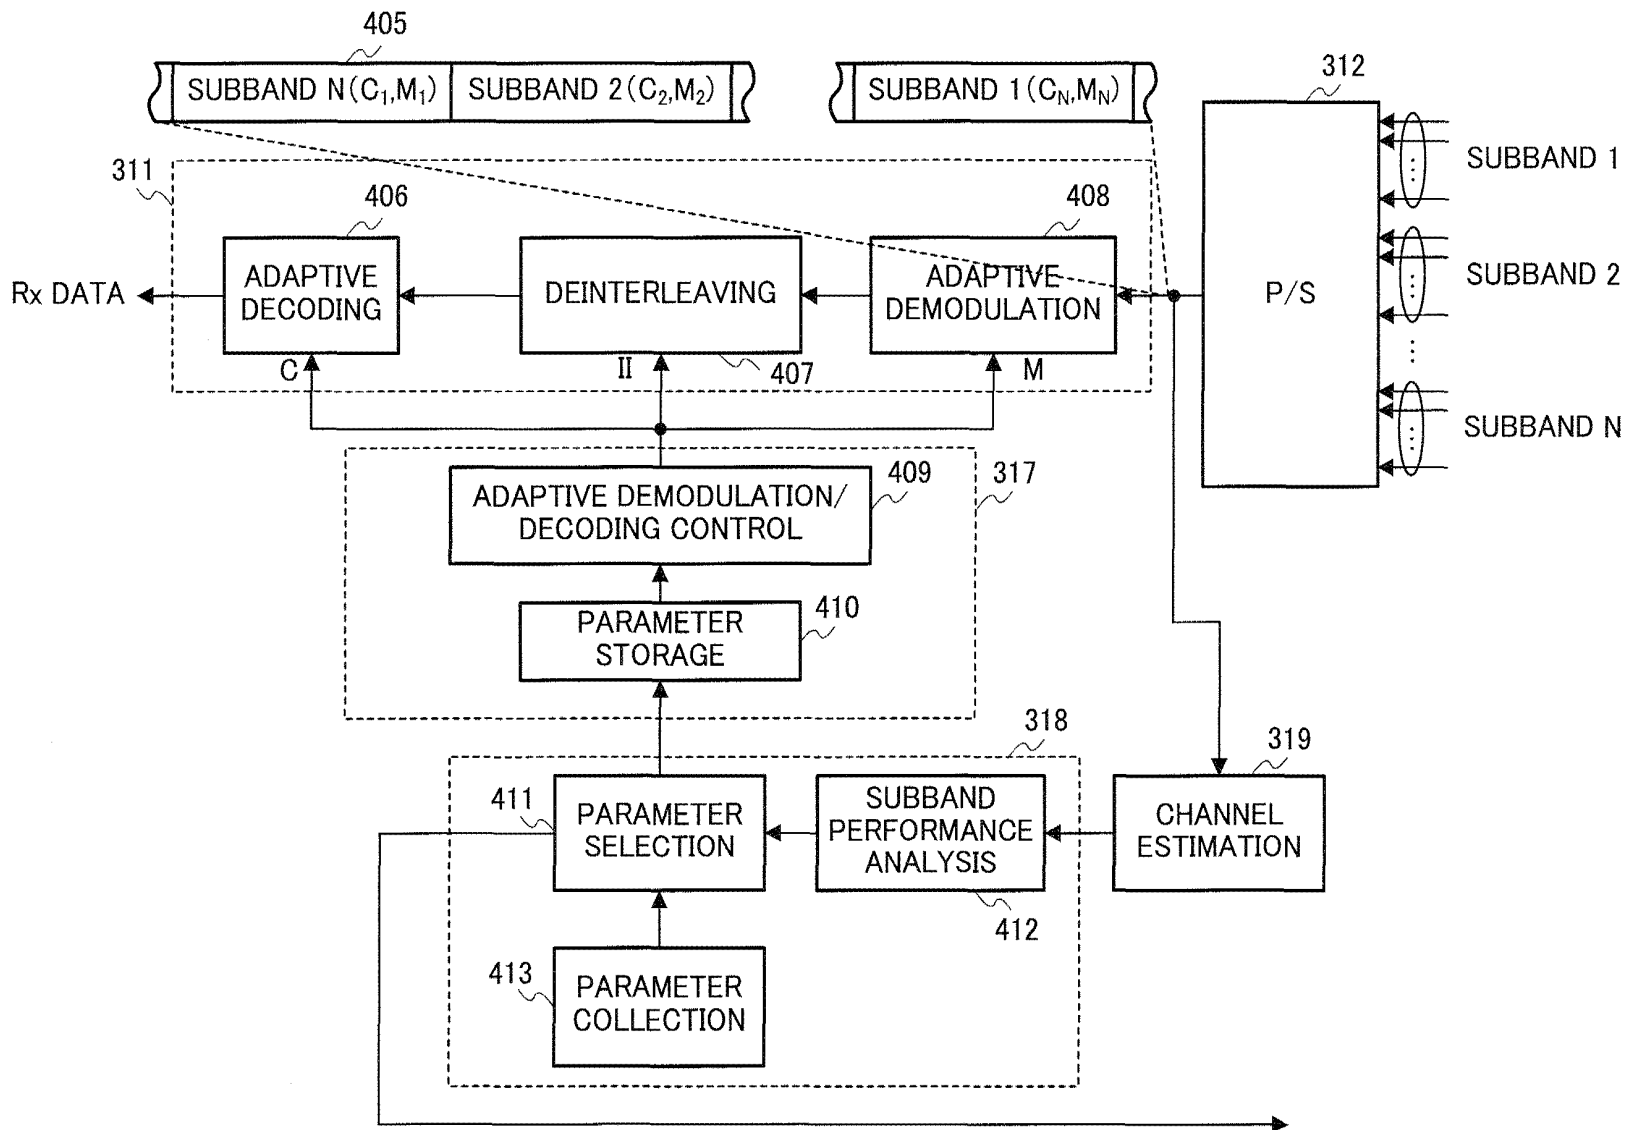 405
SUBBAND N(C₁,M₁)
SUBBAND 2(C₂,M₂)
SUBBAND 1(C_N,M_N)
312
311
406
408
SUBBAND 1
Rx DATA
ADAPTIVE
DECODING
DEINTERLEAVING
ADAPTIVE
DEMODULATION
P/S
SUBBAND 2
C
II
407
M
SUBBAND N
ADAPTIVE DEMODULATION/
DECODING CONTROL
409
317
PARAMETER
STORAGE
410
318
319
411
PARAMETER
SELECTION
SUBBAND
PERFORMANCE
ANALYSIS
CHANNEL
ESTIMATION
412
413
PARAMETER
COLLECTION